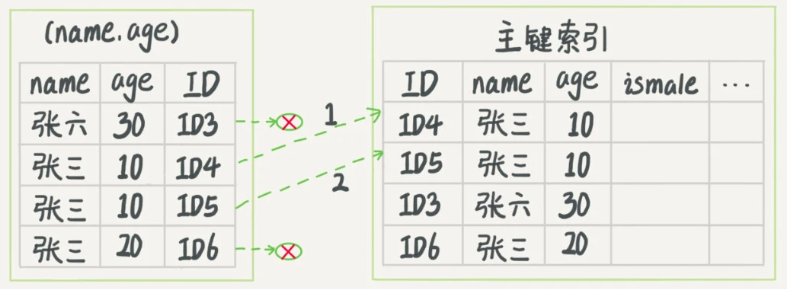 (name.age)
name age ID
张六 30 ID3
张三 10 ID4
张三 10 ID5
张三 20 ID6
1
2
主键索引
ID name age ismale ...
ID4 张三 10
ID5 张三 10
ID3 张六 30
ID6 张三 20